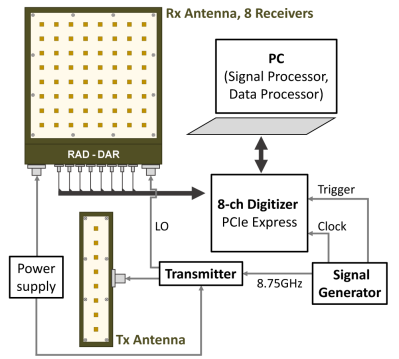 Rx Antenna, 8 Receivers
PC
(Signal Processor,
Data Processor)
RAD - DAR
8-ch Digitizer
PCIe Express
Trigger
Clock
LO
Power
supply
Transmitter
8.75GHz
Signal
Generator
Tx Antenna